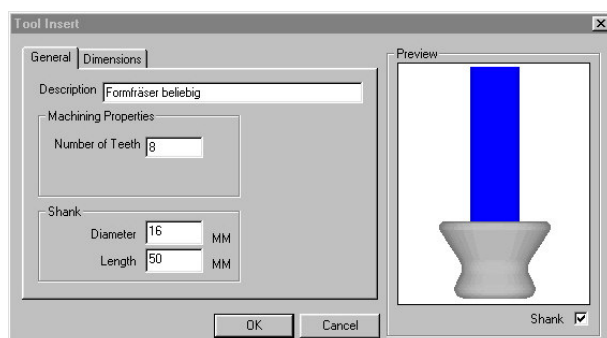 Tool Insert
General Dimensions
Description Formfräser beliebig
Machining Properties
Number of Teeth 8
Shank
Diameter 16 MM
Length 50 MM
OK Cancel
Preview
Shank